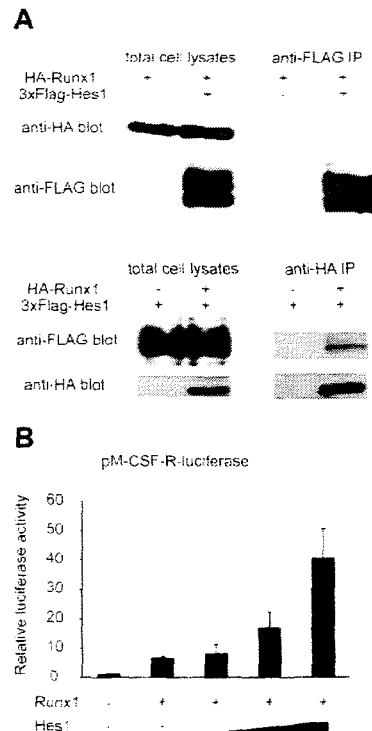 A
total cell lysates anti-FLAG IP
HA-Runx1 + + + +
3xFlag-Hes1 - + - +
anti-HA blot
anti-FLAG blot
total cell lysates anti-HA IP
HA-Runx1 - + - +
3xFlag-Hes1 + + + +
anti-FLAG blot
anti-HA blot
B
pM-CSF-R-luciferase
Relative luciferase activity
60
50
40
30
20
10
0
Runx1 - + + + +
Hes1 - -